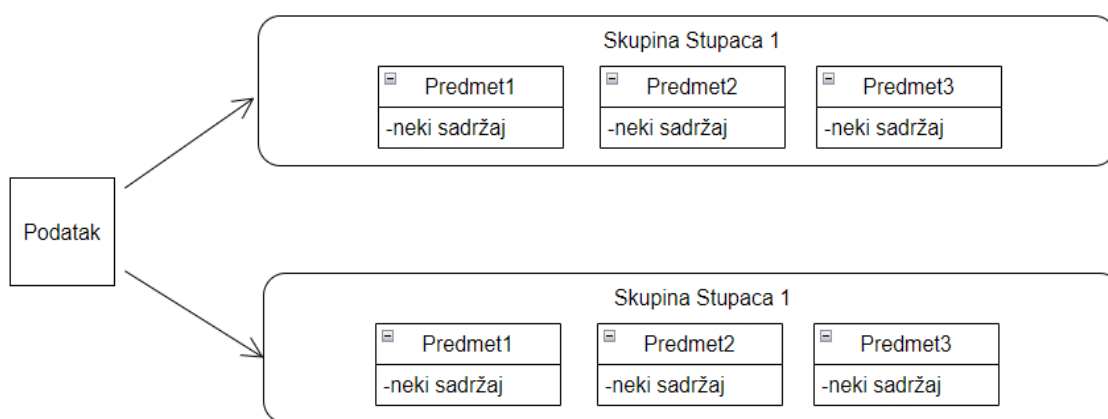 Skupina Stupaca 1
Predmet1
Predmet2
Predmet3
-neki sadržaj
-neki sadržaj
-neki sadržaj
Podatak
Skupina Stupaca 1
Predmet1
Predmet2
Predmet3
-neki sadržaj
-neki sadržaj
-neki sadržaj